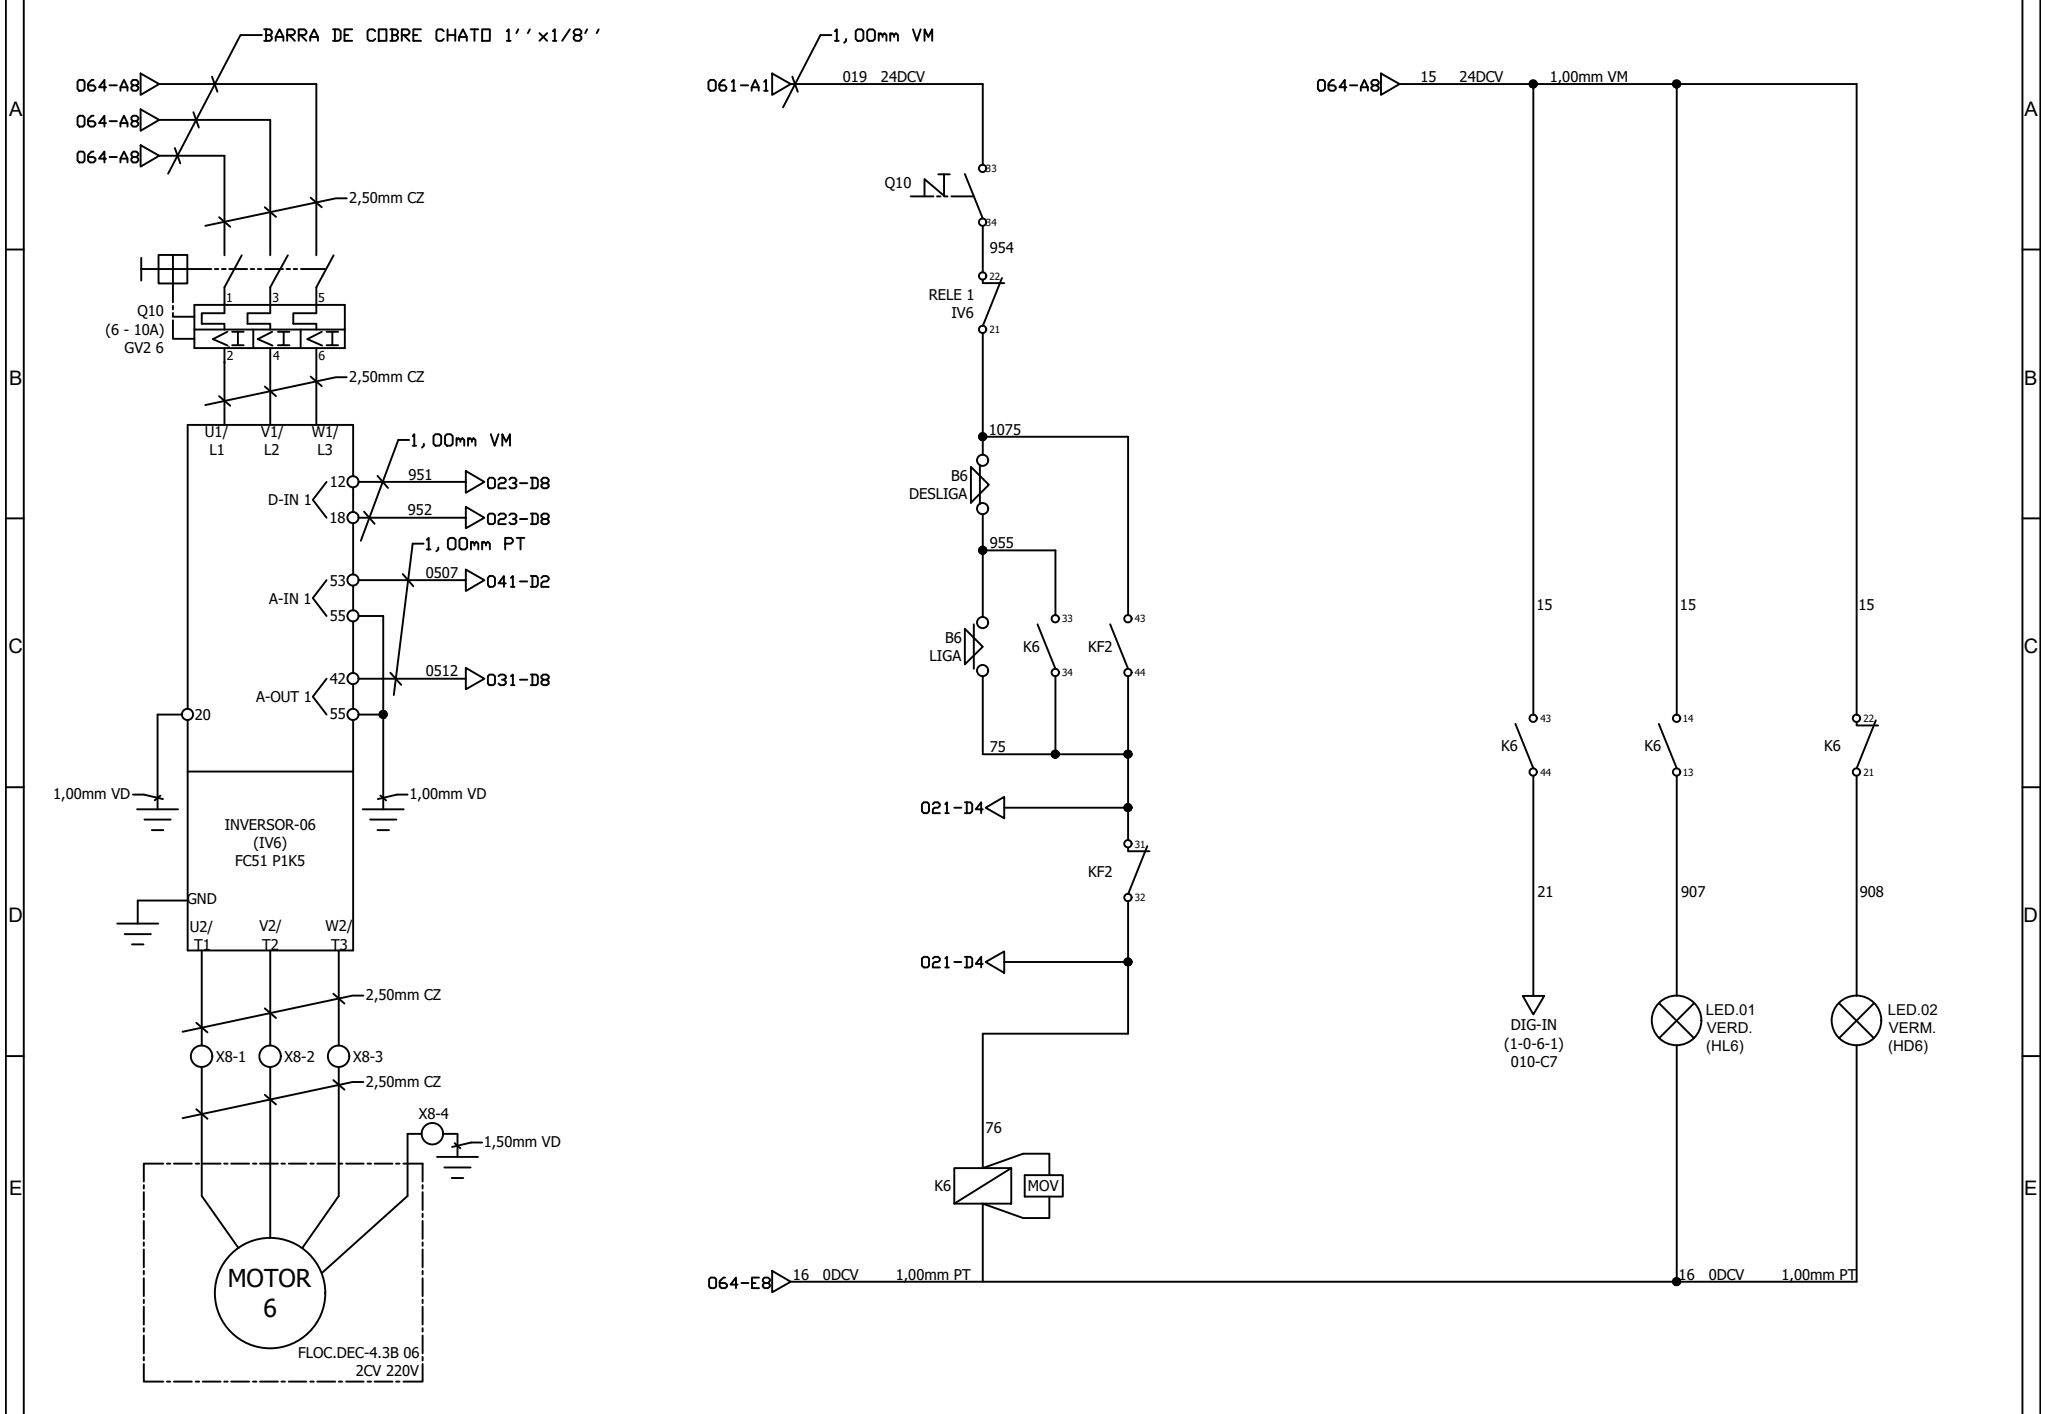 BARRA DE COBRE CHATO 1''x1/8''
064-A8
064-A8
064-A8
2,50mm CZ
Q10
(6 - 10A)
GV2 6
1
3
5
2
4
6
2,50mm CZ
U1/
L1
V1/
L2
W1/
L3
1,00mm VM
12
951
023-D8
D-IN 1
18
952
023-D8
1,00mm PT
53
0507
041-D2
A-IN 1
55
42
0512
031-D8
A-OUT 1
55
20
1,00mm VD
1,00mm VD
INVERSOR-06
(IV6)
FC51 P1K5
GND
U2/
T1
V2/
T2
W2/
T3
2,50mm CZ
X8-1
X8-2
X8-3
2,50mm CZ
X8-4
1,50mm VD
MOTOR
6
FLOC.DEC-4.3B 06
2CV 220V
1,00mm VM
061-A1
019 24DCV
33
Q10
34
954
22
RELE 1
IV6
21
1075
B6
DESLIGA
955
33
43
B6
LIGA
K6
KF2
34
44
75
021-D4
31
KF2
32
021-D4
76
K6
MOV
064-E8
16 0DCV 1,00mm PT
064-A8
15 24DCV 1,00mm VM
15
15
15
43
14
22
K6
K6
K6
44
13
21
21
907
908
DIG-IN
(1-0-6-1)
010-C7
LED.01
VERD.
(HL6)
LED.02
VERM.
(HD6)
16 0DCV 1,00mm PT
A
B
C
D
E
A
B
C
D
E